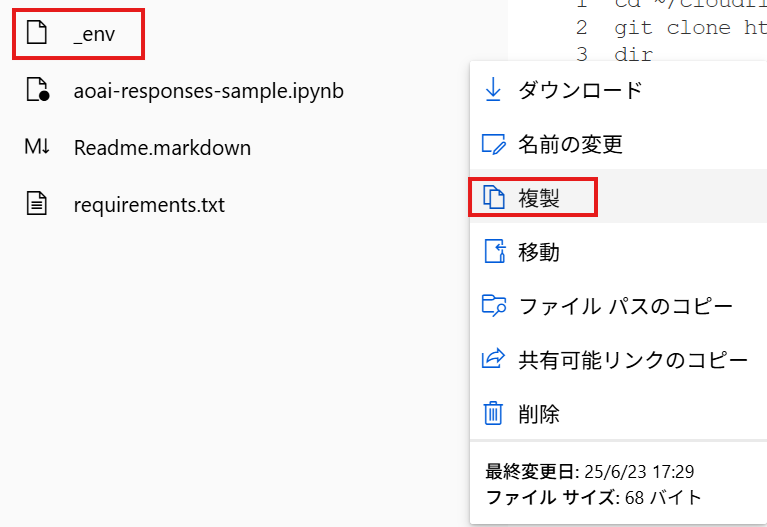 _env
aoai-responses-sample.ipynb
M↓ Readme.markdown
requirements.txt
1 cd ~/cloudfi
2 git clone ht
3 dir
ダウンロード
名前の変更
複製
移動
ファイル パスのコピー
共有可能リンクのコピー
削除
最終変更日: 25/6/23 17:29
ファイル サイズ: 68 バイト